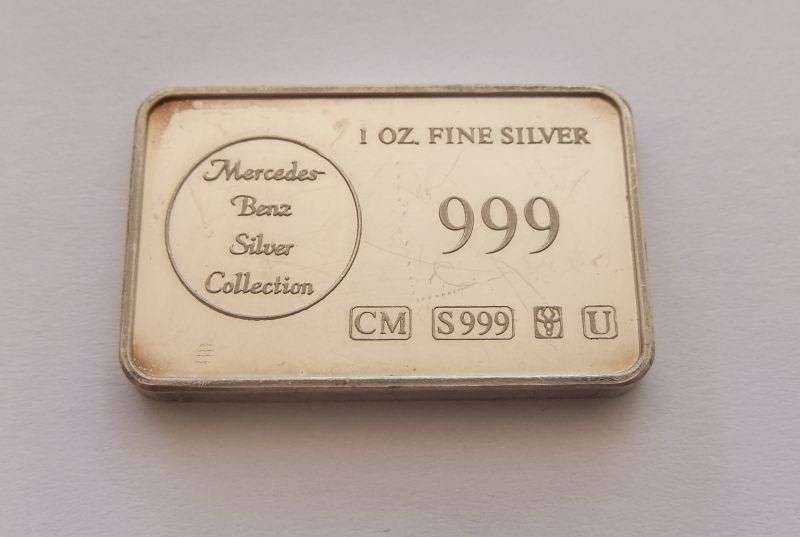 Mercedes-
Benz
Silver
Collection
1 OZ. FINE SILVER
999
CM S999 U